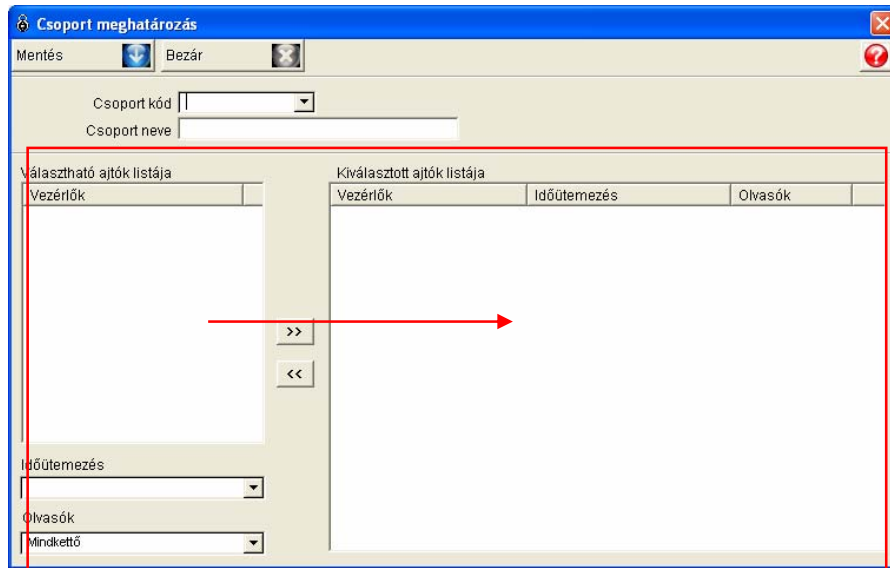 Csoport meghatározás
Mentés Bezár
Csoport kód
Csoport neve
Választható ajtók listája
Vezérlők
Kiválasztott ajtók listája
Vezérlők Időütemezés Olvasók
>>
<<
Időütemezés
Olvasók
Mindkettő